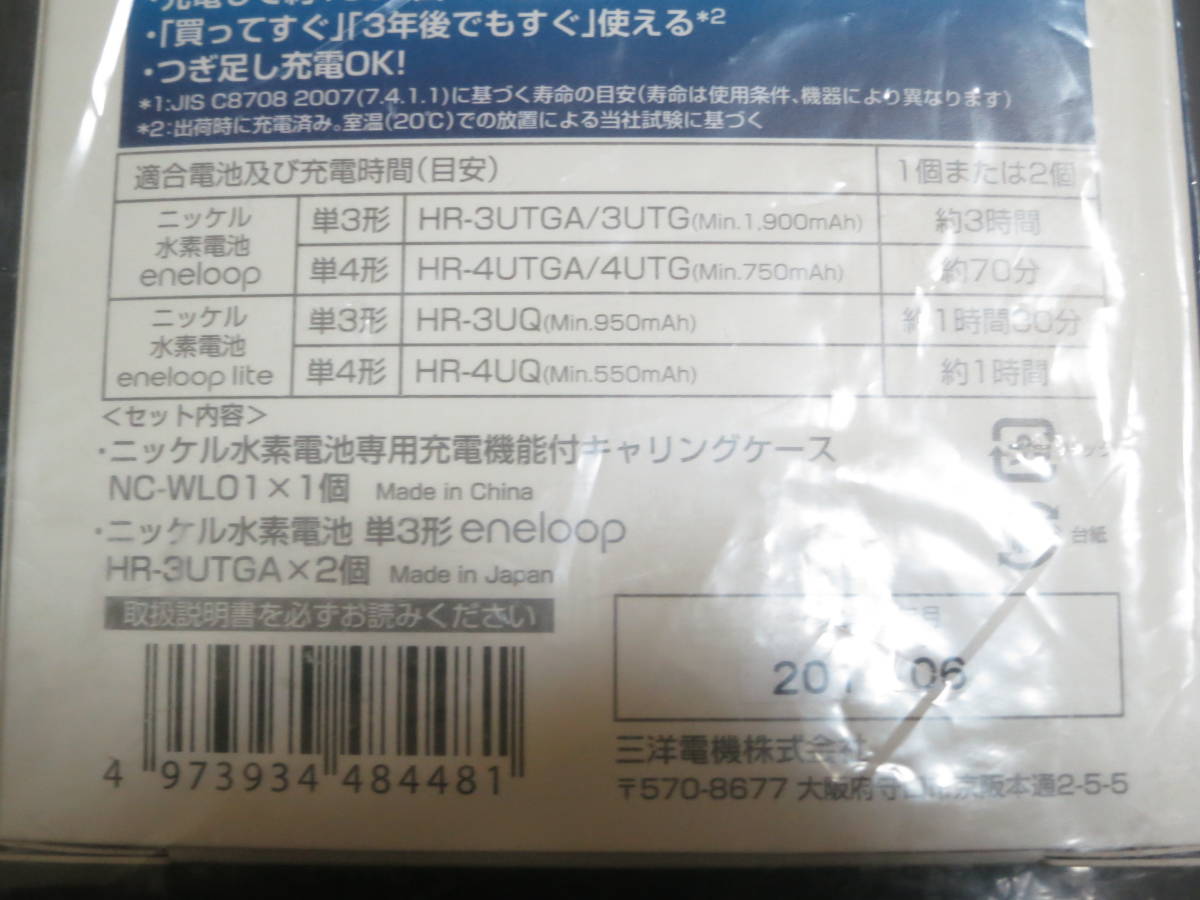 ・「買ってすぐ」「3年後でもすぐ」使える*2
・つぎ足し充電OK!
*1:JIS C8708 2007(7.4.1.1)に基づく寿命の目安(寿命は使用条件、機器により異なります)
*2:出荷時に充電済み。室温(20℃)での放置による当社試験に基づく
適合電池及び充電時間(目安) 1個または2個
ニッケル水素電池 eneloop 単3形 HR-3UTGA/3UTG(Min.1,900mAh) 約3時間
単4形 HR-4UTGA/4UTG(Min.750mAh) 約70分
ニッケル水素電池 eneloop lite 単3形 HR-3UQ(Min.950mAh) 約1時間30分
単4形 HR-4UQ(Min.550mAh) 約1時間
<セット内容>
・ニッケル水素電池専用充電機能付キャリングケース
NC-WL01×1個 Made in China
・ニッケル水素電池 単3形 eneloop
HR-3UTGA×2個 Made in Japan
台紙
取扱説明書を必ずお読みください
月
06
4 973934 484481
三洋電機株式会社
〒570-8677 大阪府守口市京阪本通2-5-5